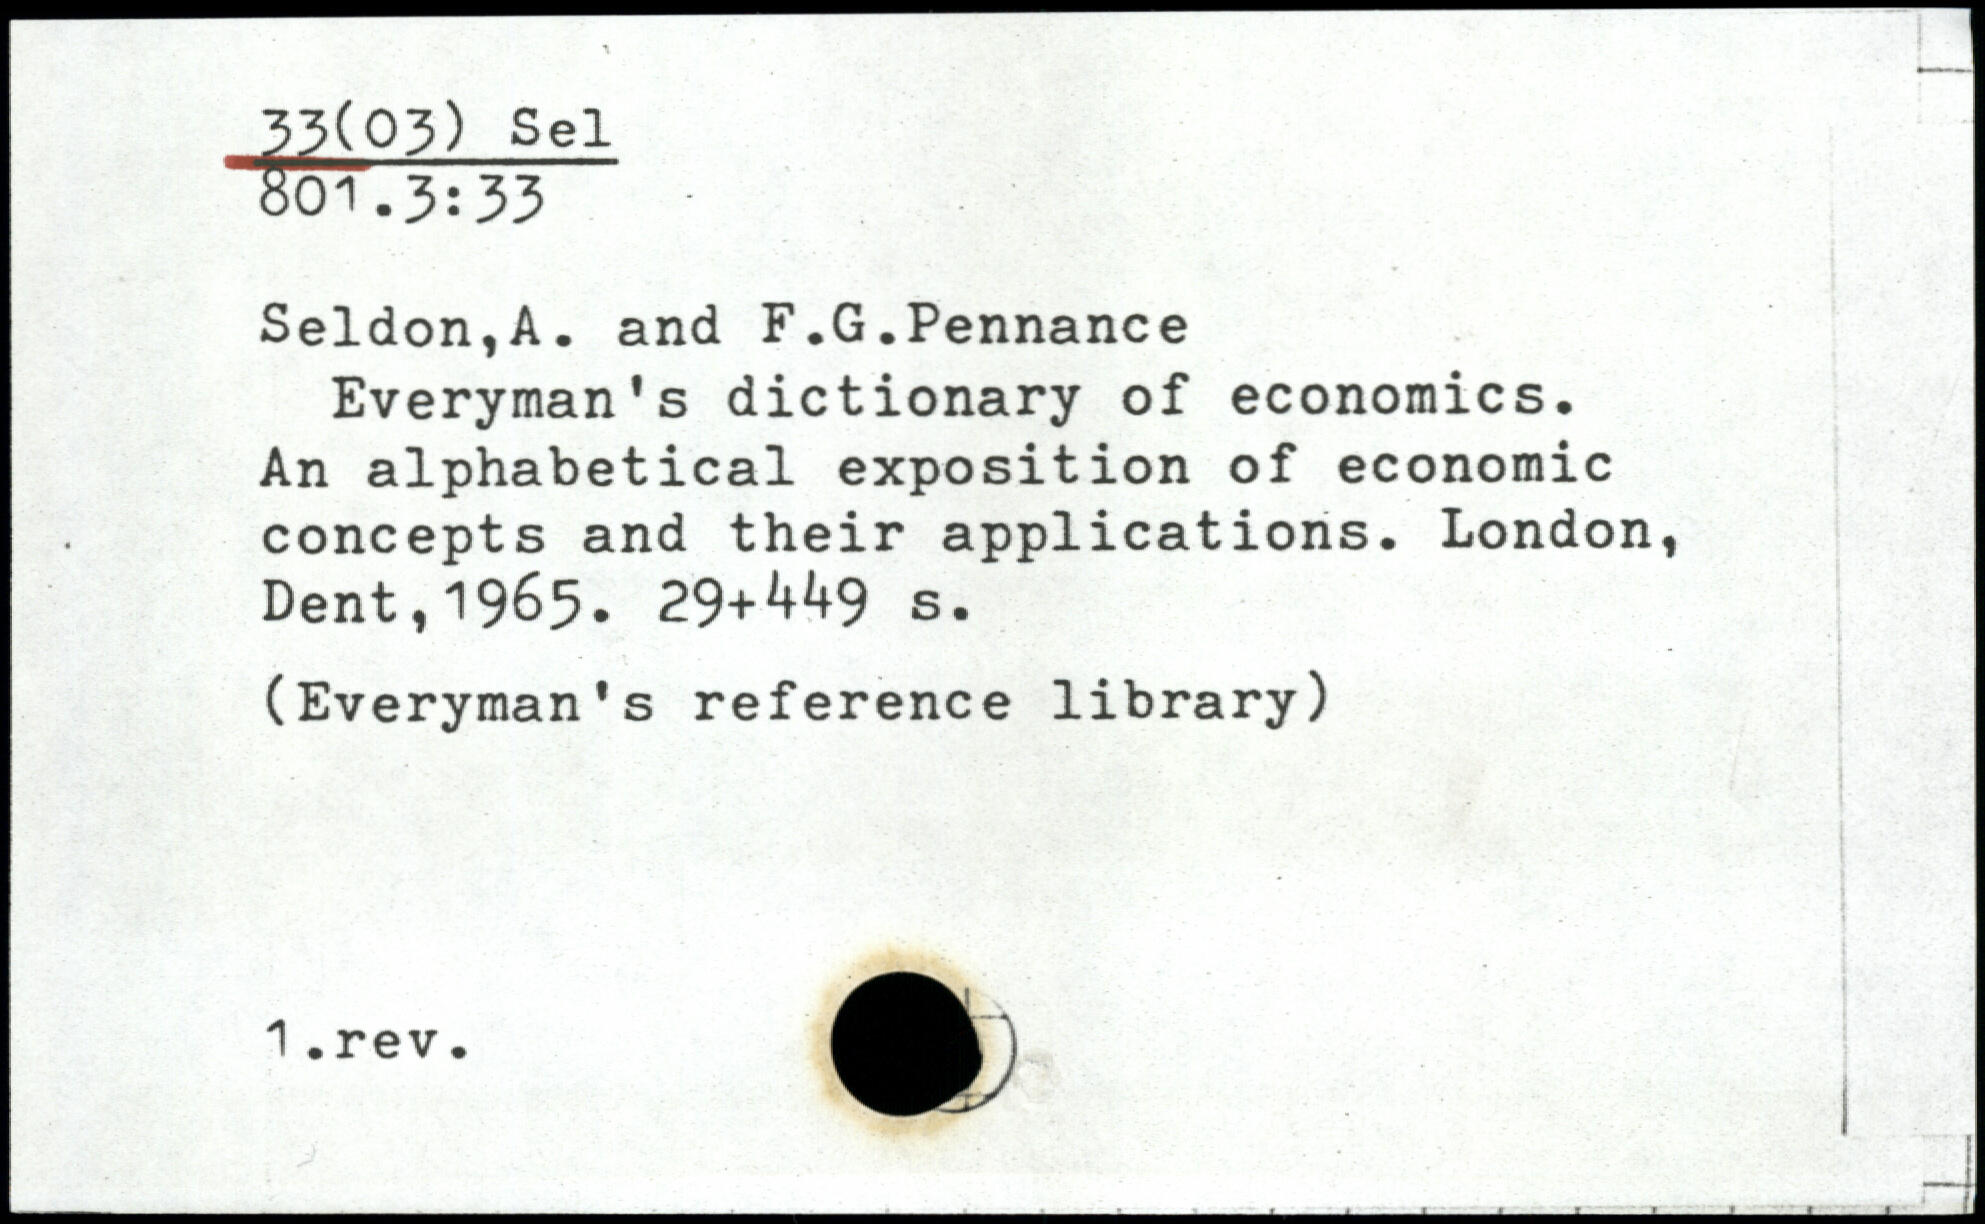 33(03) Sel
801.3:33
Seldon,A. and F.G.Pennance
Everyman's dictionary of economics.
An alphabetical exposition of economic
concepts and their applications. London,
Dent,1965. 29+449 s.
(Everyman's reference library)
1.rev.